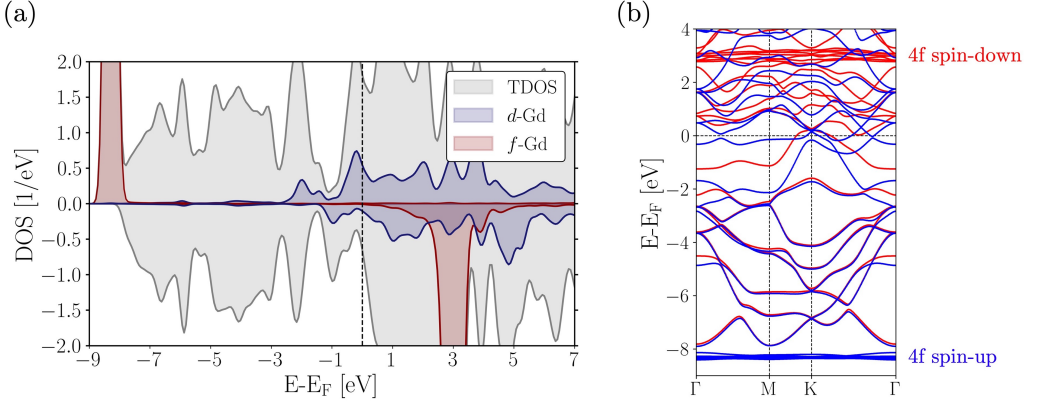 (a)
2.0
1.5
1.0
0.5
0.0
−0.5
−1.0
−1.5
−2.0
DOS [1/eV]
TDOS
d-Gd
f-Gd
−9 −7 −5 −3 −1 1 3 5 7
E-E_F [eV]
(b)
4
2
0
−2
−4
−6
−8
E-E_F [eV]
Γ M K Γ
4f spin-down
4f spin-up